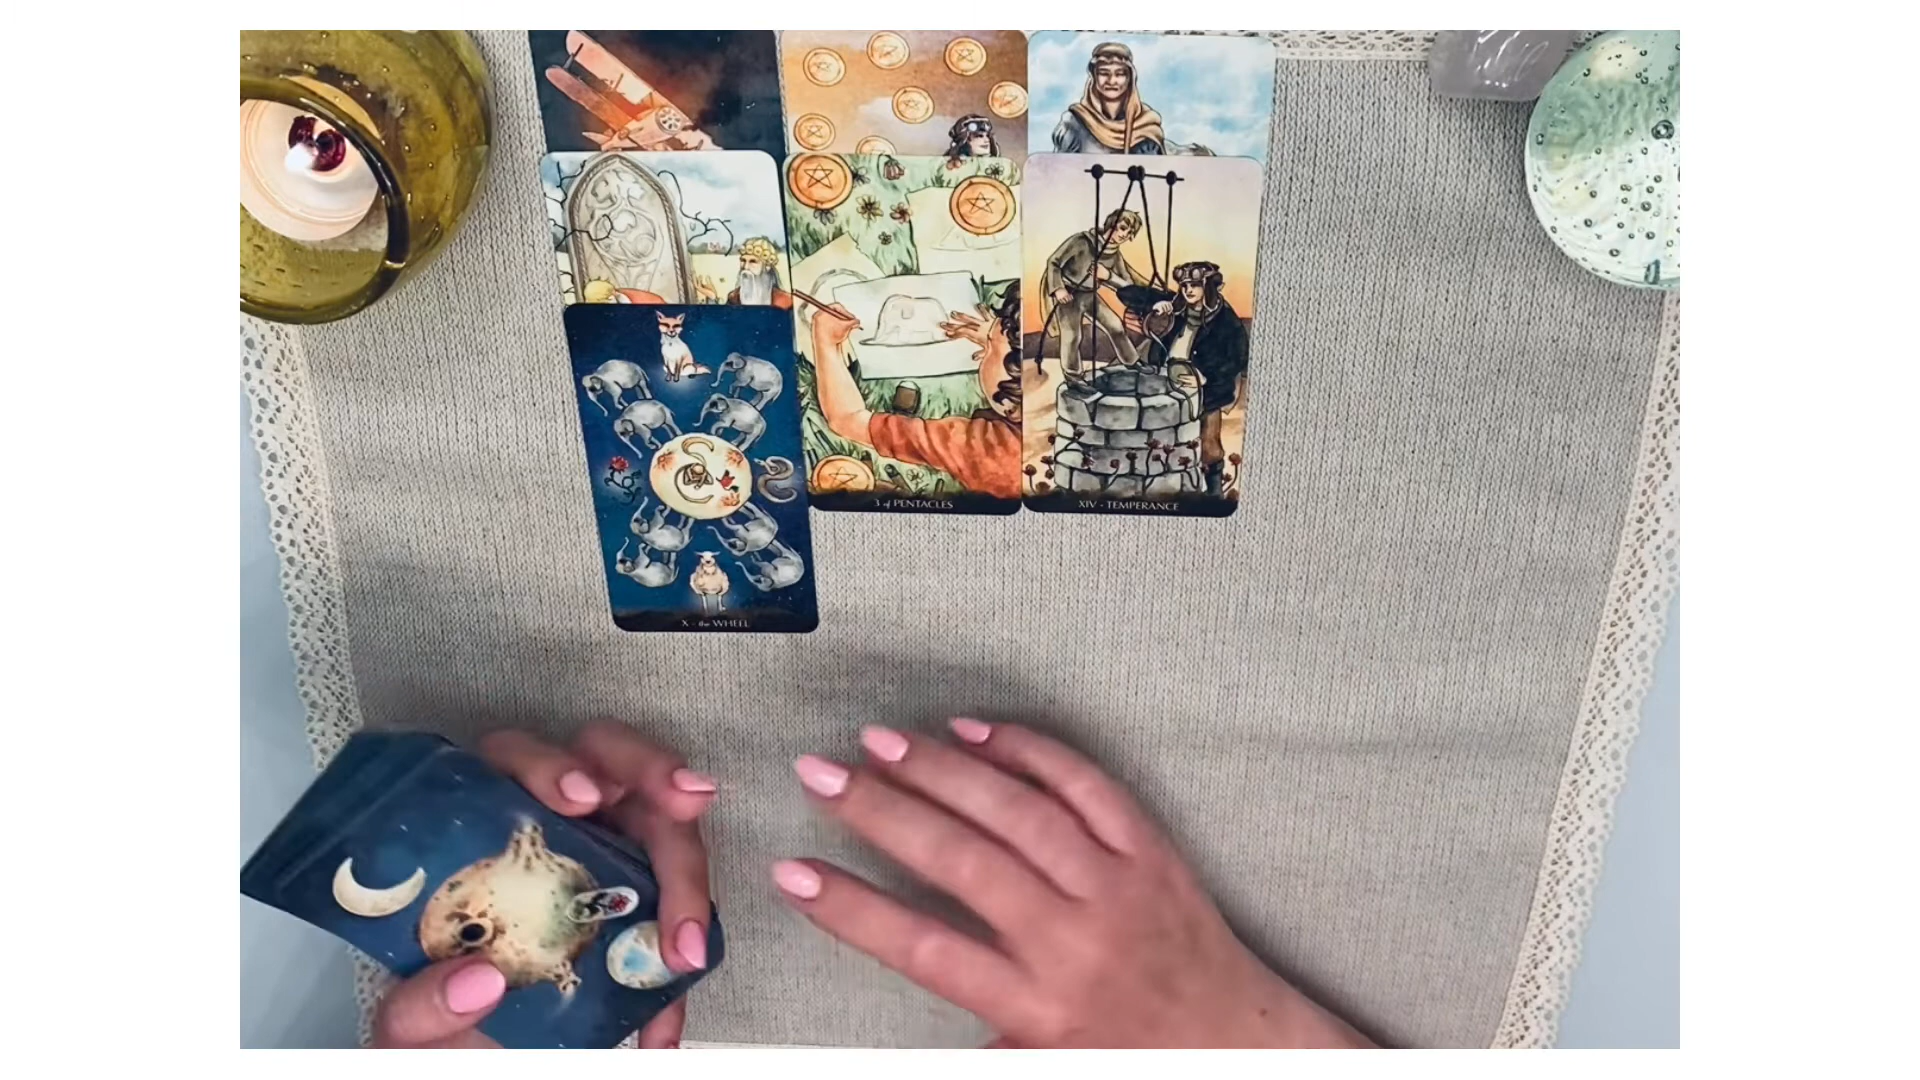 3 of PENTACLES
XIV - TEMPERANCE
X - the WHEEL